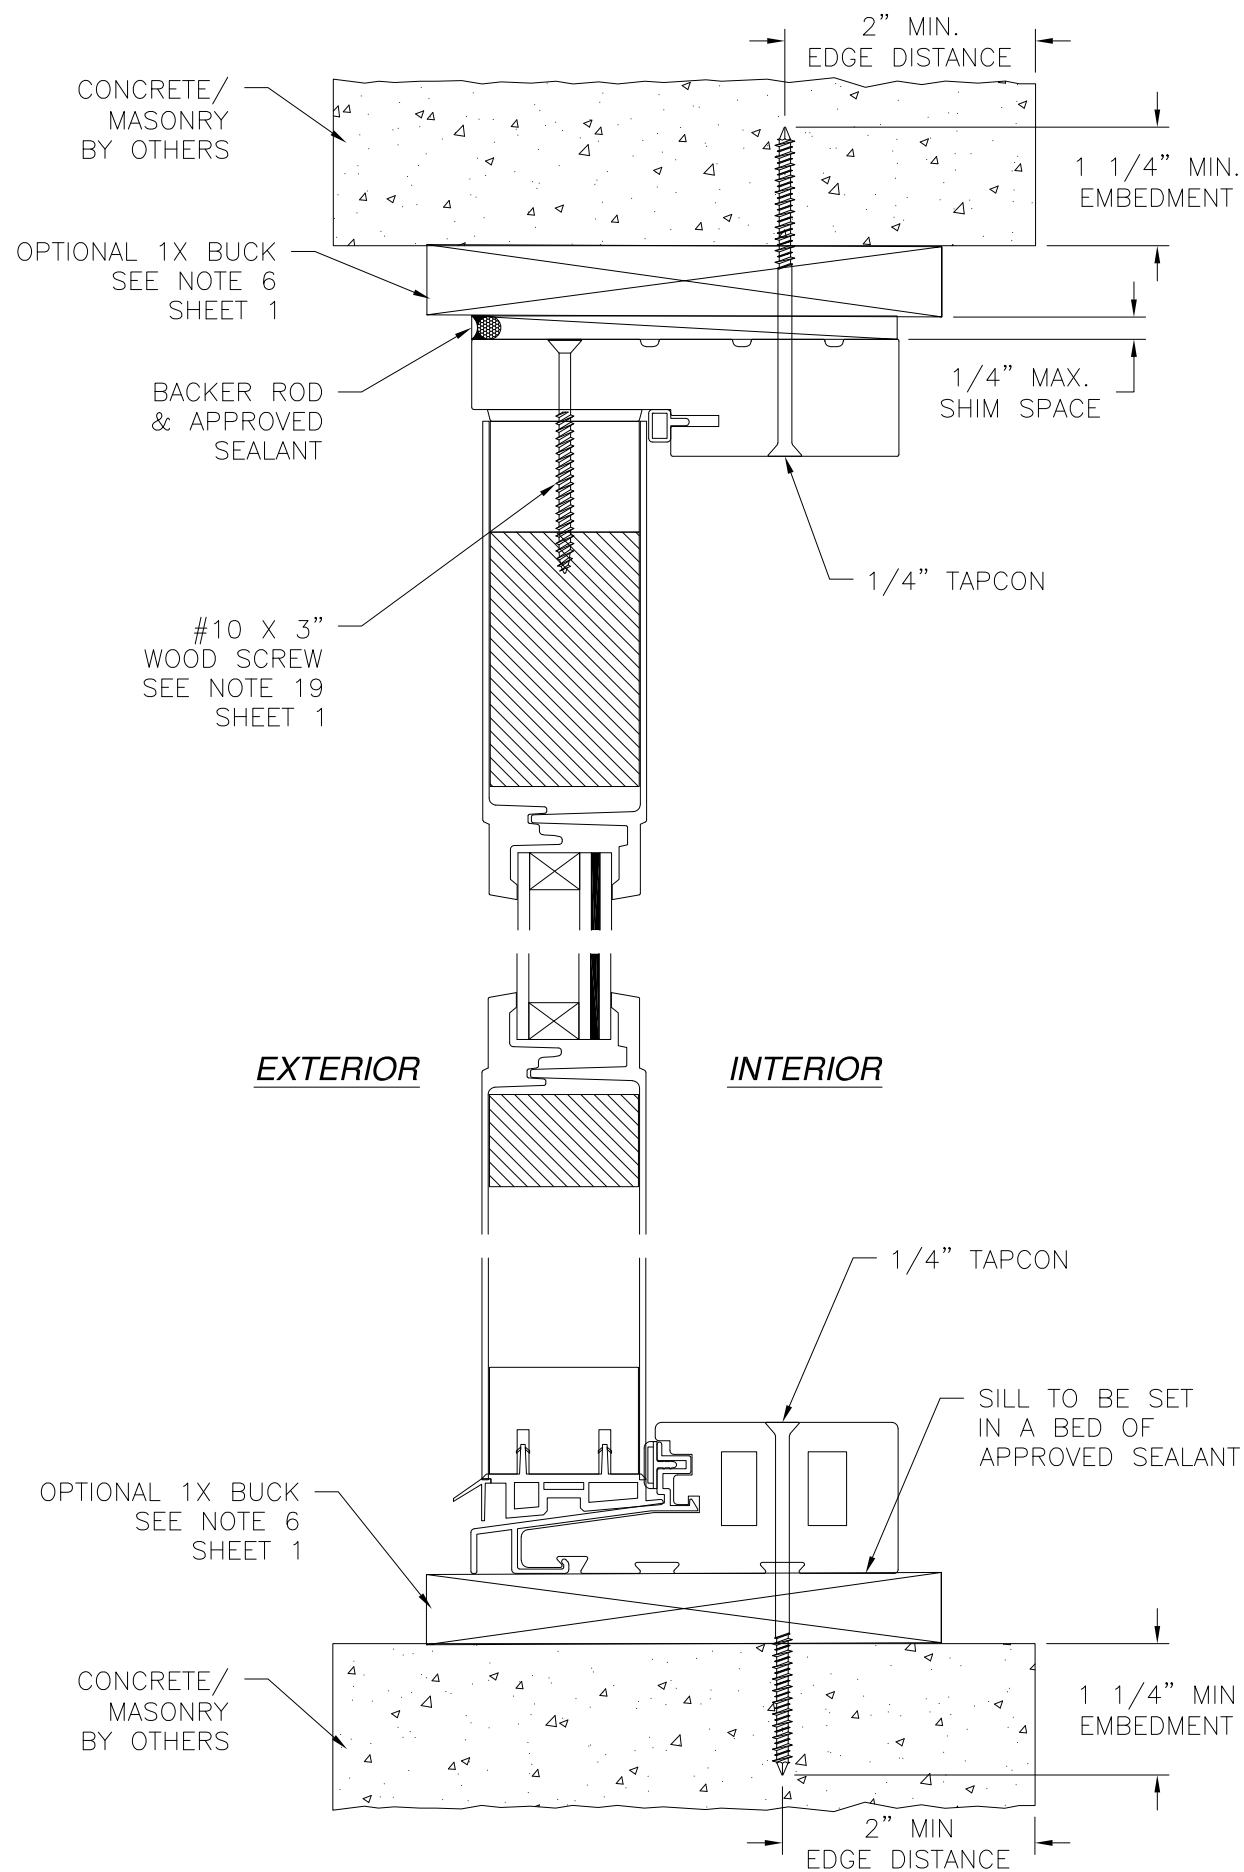 2” MIN.
EDGE DISTANCE
CONCRETE/
MASONRY
BY OTHERS
1 1/4” MIN.
EMBEDMENT
OPTIONAL 1X BUCK
SEE NOTE 6
SHEET 1
1/4” MAX.
SHIM SPACE
BACKER ROD
& APPROVED
SEALANT
1/4” TAPCON
#10 X 3”
WOOD SCREW
SEE NOTE 19
SHEET 1
EXTERIOR
INTERIOR
1/4” TAPCON
SILL TO BE SET
IN A BED OF
APPROVED SEALANT
OPTIONAL 1X BUCK
SEE NOTE 6
SHEET 1
CONCRETE/
MASONRY
BY OTHERS
1 1/4” MIN
EMBEDMENT
2” MIN
EDGE DISTANCE